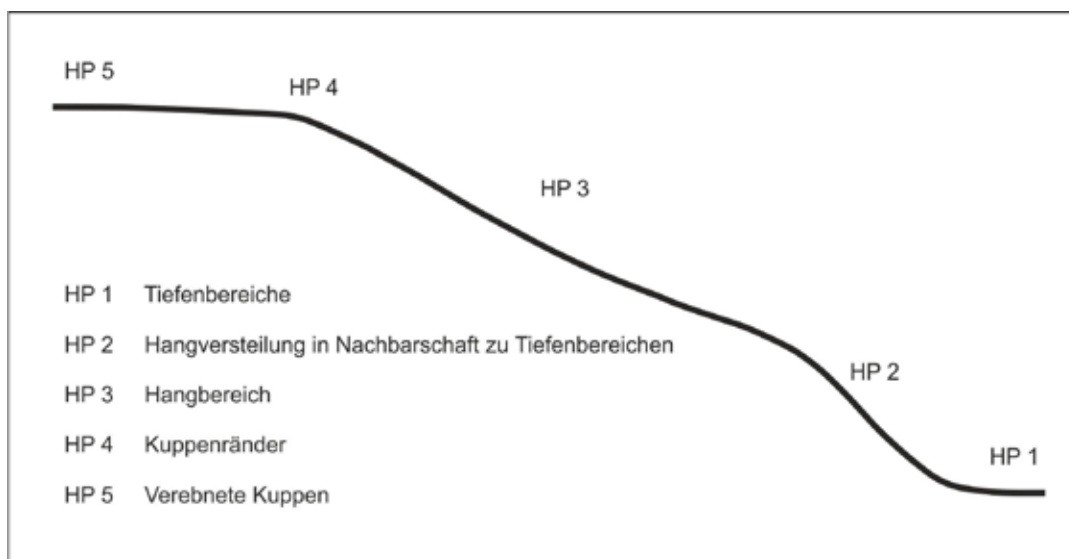 HP 5
HP 4
HP 3
HP 1 Tiefenbereiche
HP 2 Hangversteilung in Nachbarschaft zu Tiefenbereichen
HP 2
HP 3 Hangbereich
HP 4 Kuppenränder
HP 1
HP 5 Verebnete Kuppen